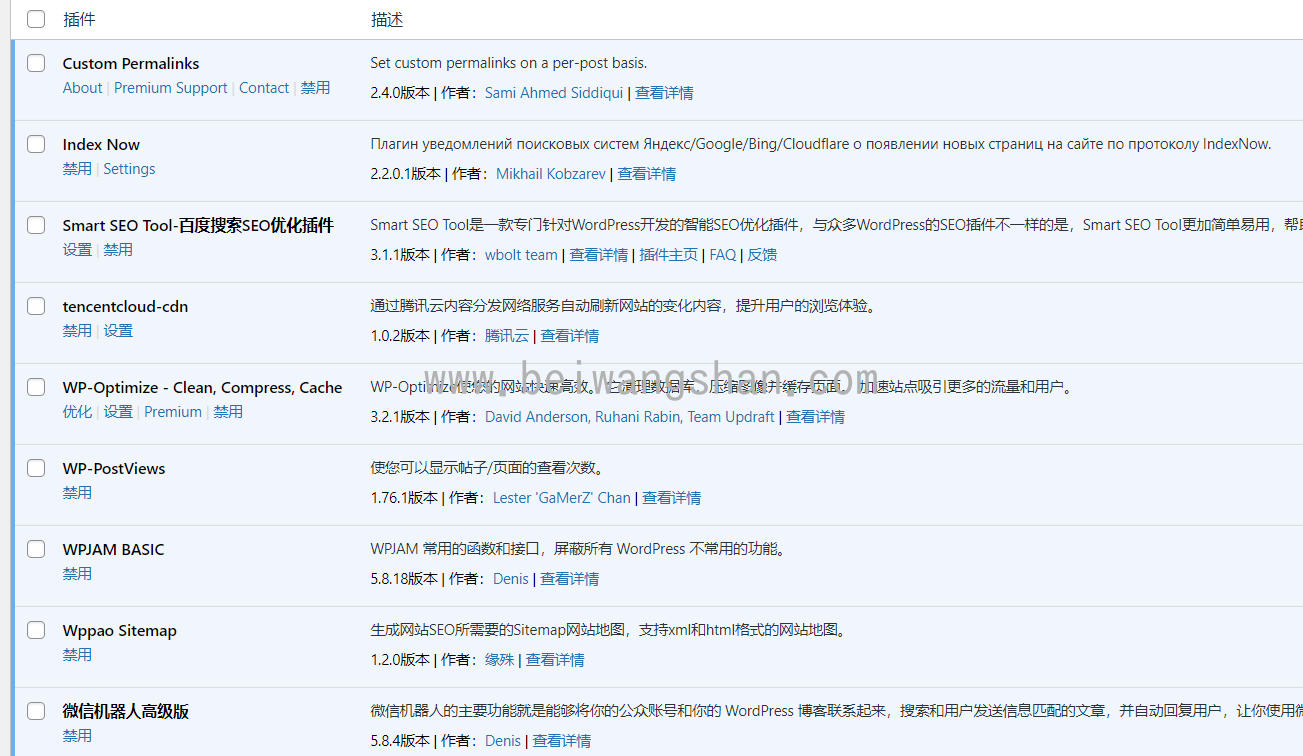 插件 描述
Custom Permalinks Set custom permalinks on a per-post basis.
About | Premium Support | Contact | 禁用 2.4.0版本 | 作者：Sami Ahmed Siddiqui | 查看详情
Index Now Плагин уведомлений поисковых систем Яндекс/Google/Bing/Cloudflare о появлении новых страниц на сайте по протоколу IndexNow.
禁用 | Settings 2.2.0.1版本 | 作者：Mikhail Kobzarev | 查看详情
Smart SEO Tool-百度搜索SEO优化插件 Smart SEO Tool是一款专门针对WordPress开发的智能SEO优化插件，与众多WordPress的SEO插件不一样的是，Smart SEO Tool更加简单易用，帮
设置 | 禁用 3.1.1版本 | 作者：wbolt team | 查看详情 | 插件主页 | FAQ | 反馈
tencentcloud-cdn 通过腾讯云内容分发网络服务自动刷新网站的变化内容，提升用户的浏览体验。
禁用 | 设置 1.0.2版本 | 作者：腾讯云 | 查看详情
WP-Optimize - Clean, Compress, Cache WP-Optimize使您的网站快速高效。它清理数据库，压缩图像并缓存页面。 加速站点吸引更多的流量和用户。
www.beiwangshan.com
优化 | 设置 | Premium | 禁用 3.2.1版本 | 作者：David Anderson, Ruhani Rabin, Team Updraft | 查看详情
WP-PostViews 使您可以显示帖子/页面的查看次数。
禁用 1.76.1版本 | 作者：Lester 'GaMerZ' Chan | 查看详情
WPJAM BASIC WPJAM 常用的函数和接口，屏蔽所有 WordPress 不常用的功能。
禁用 5.8.18版本 | 作者：Denis | 查看详情
Wppao Sitemap 生成网站SEO所需要的Sitemap网站地图，支持xml和html格式的网站地图。
禁用 1.2.0版本 | 作者：缘殊 | 查看详情
微信机器人高级版 微信机器人的主要功能就是能够将你的公众账号和你的 WordPress 博客联系起来，搜索和用户发送信息匹配的文章，并自动回复用户，让你使用微
禁用 5.8.4版本 | 作者：Denis | 查看详情